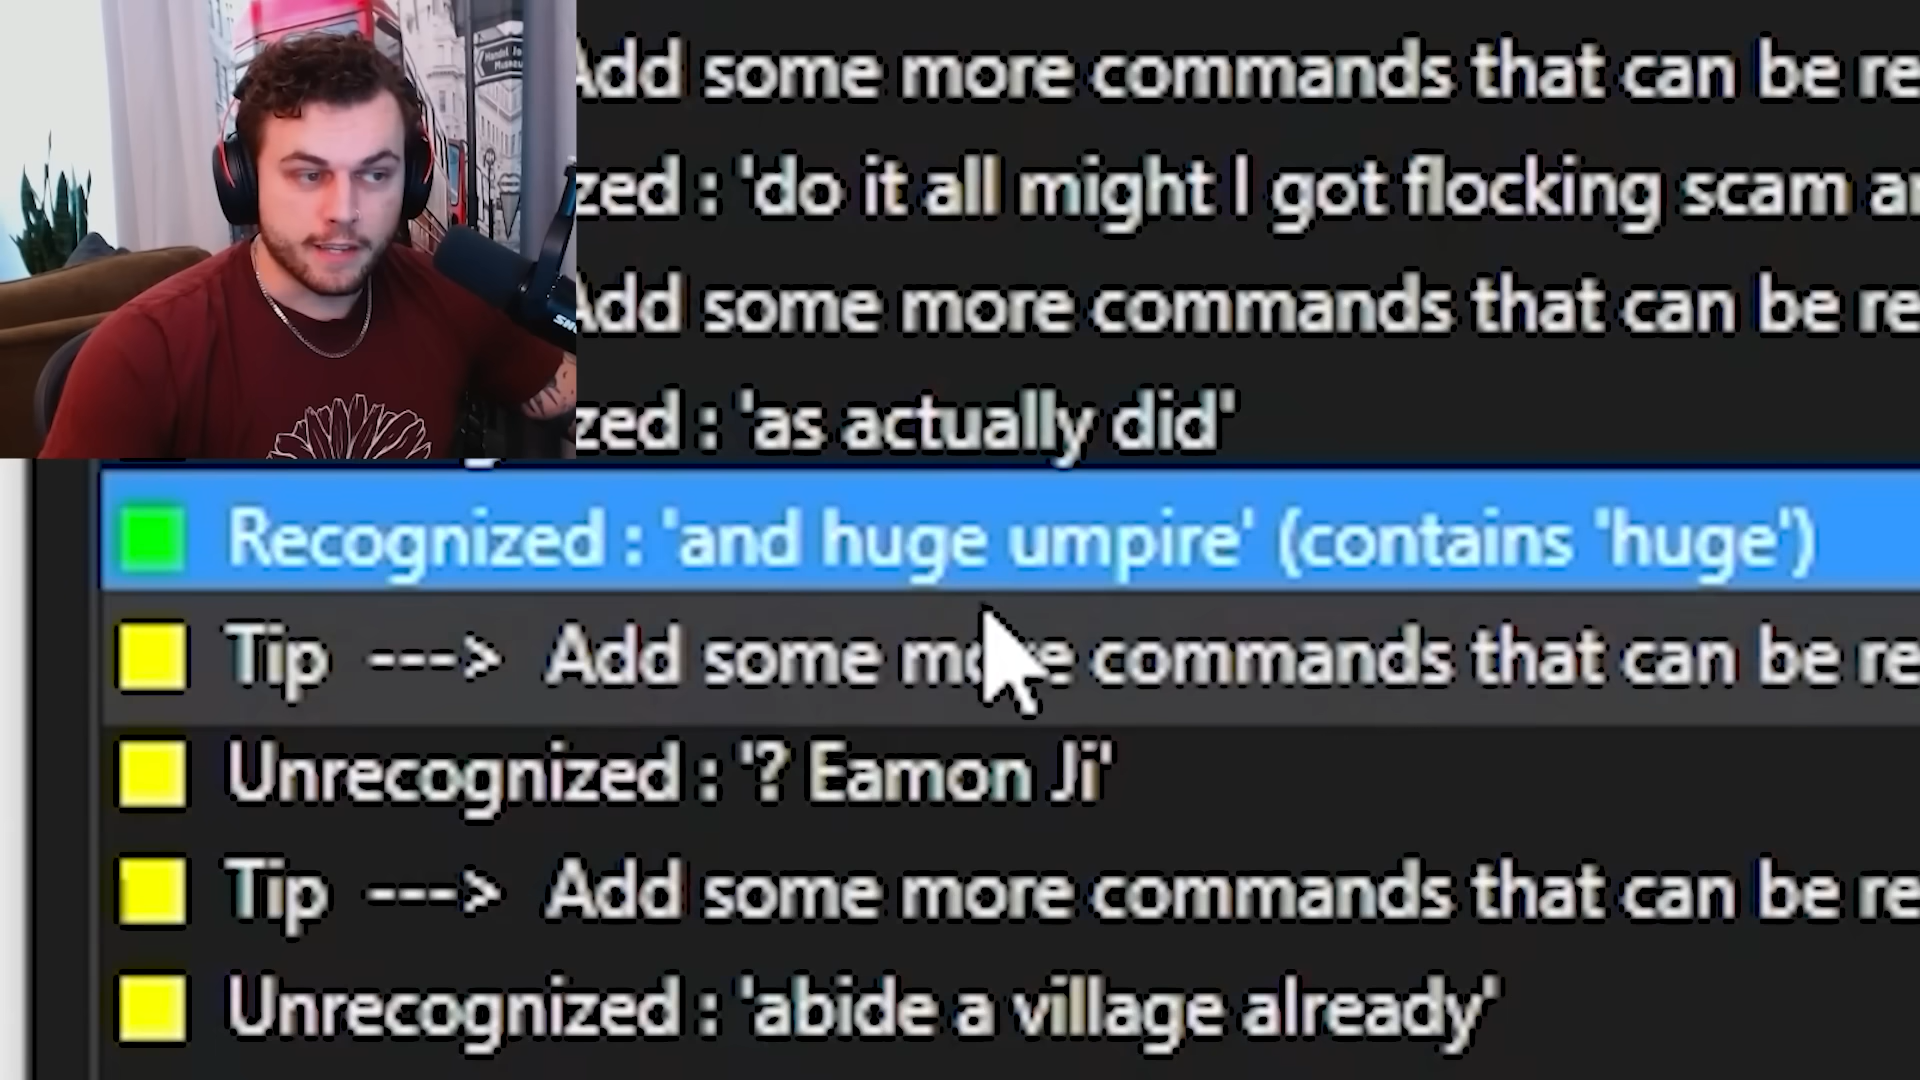 Add some more commands that can be re
zed : 'do it all might I got flocking scam
Add some more commands that can be re
zed : 'as actually did'
Recognized : 'and huge umpire' (contains 'huge')
Tip ---> Add some more commands that can be re
Unrecognized : '? Eamon Ji'
Tip ---> Add some more commands that can be re
Unrecognized : 'abide a village already'